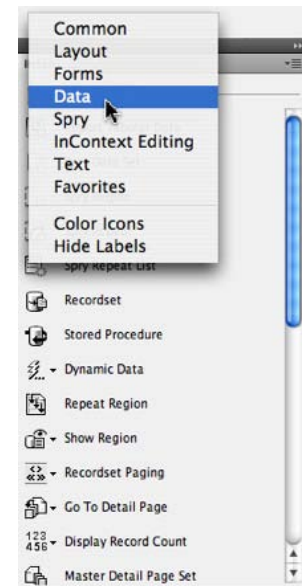 Common
Layout
Forms
Data
Spry
InContext Editing
Text
Favorites
Color Icons
Hide Labels
Spry Repeat List
Recordset
Stored Procedure
Dynamic Data
Repeat Region
Show Region
Recordset Paging
Go To Detail Page
Display Record Count
Master Detail Page Set